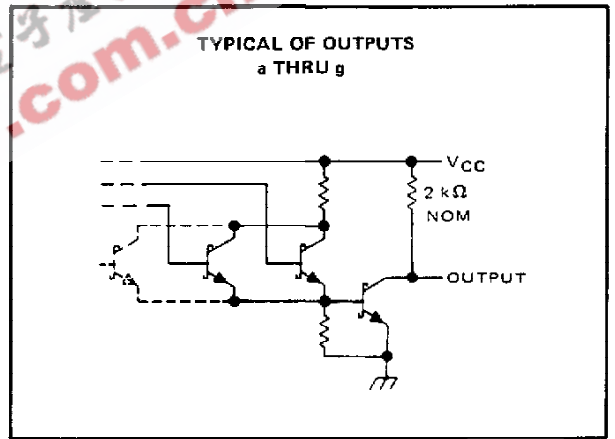 .com.c
TYPICAL OF OUTPUTS
a THRU g
VCC
2 kΩ
NOM
OUTPUT